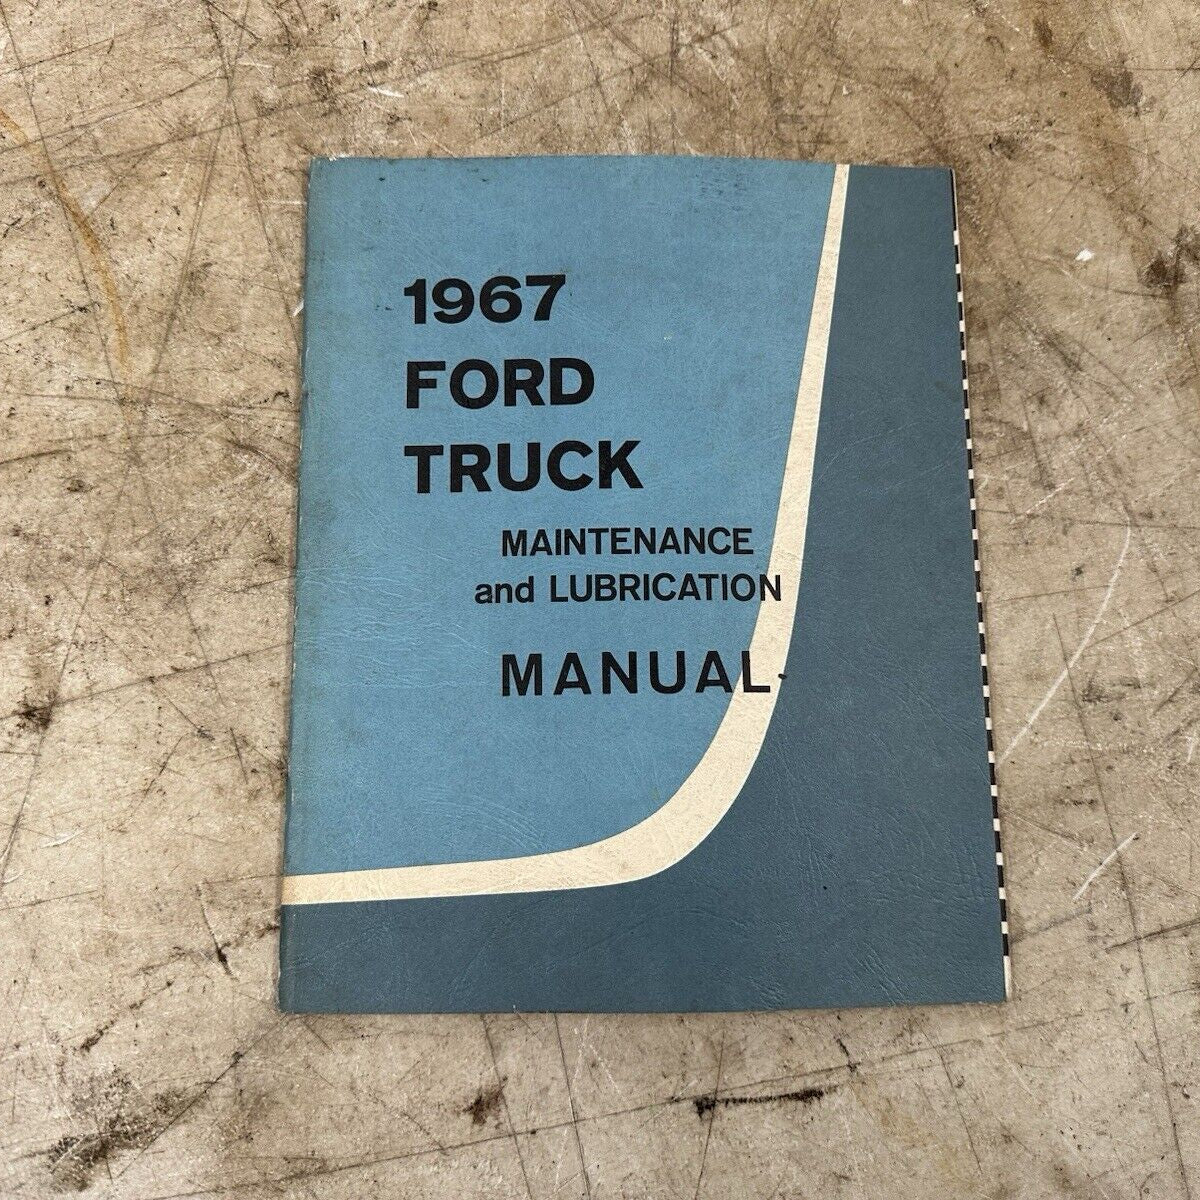 1967
FORD
TRUCK
MAINTENANCE
and LUBRICATION
MANUAL